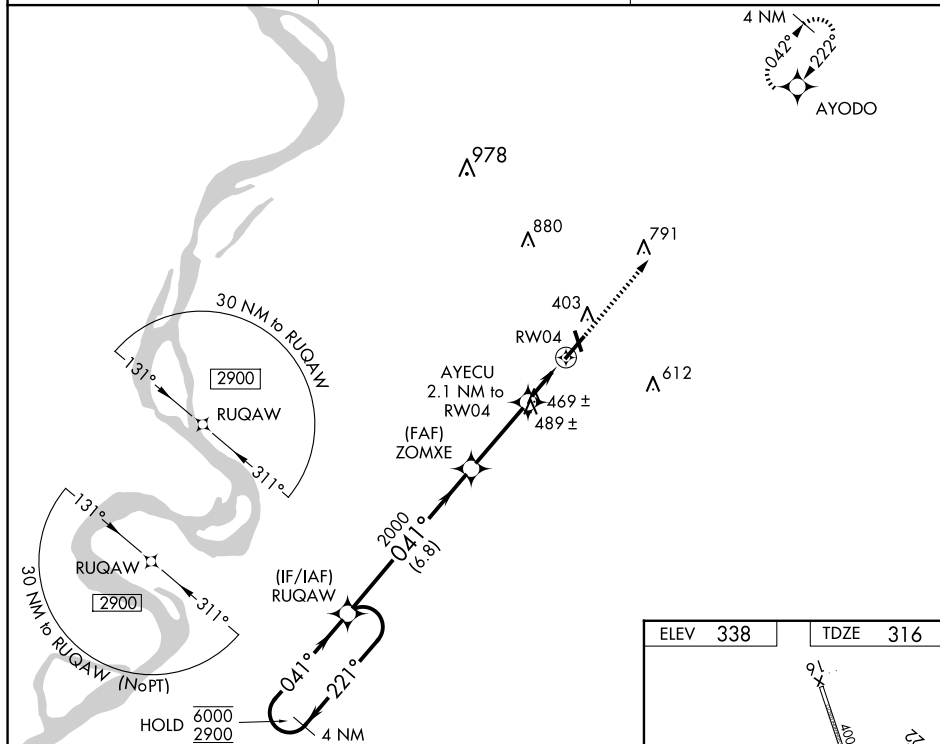 4 NM
042°
222°
AYODO
978
880
791
30 NM to RUQAW
403
RW04
131°
2900
AYECU
2.1 NM to
RW04
612
RUQAW
469 ±
489 ±
(FAF)
ZOMXE
311°
131°
2000
041°
(6.8)
RUQAW
(IF/IAF)
RUQAW
2900
311°
30 NM to RUQAW (NoPT)
041°
221°
HOLD
6000
2900
4 NM
ELEV 338
TDZE 316
16
400
22